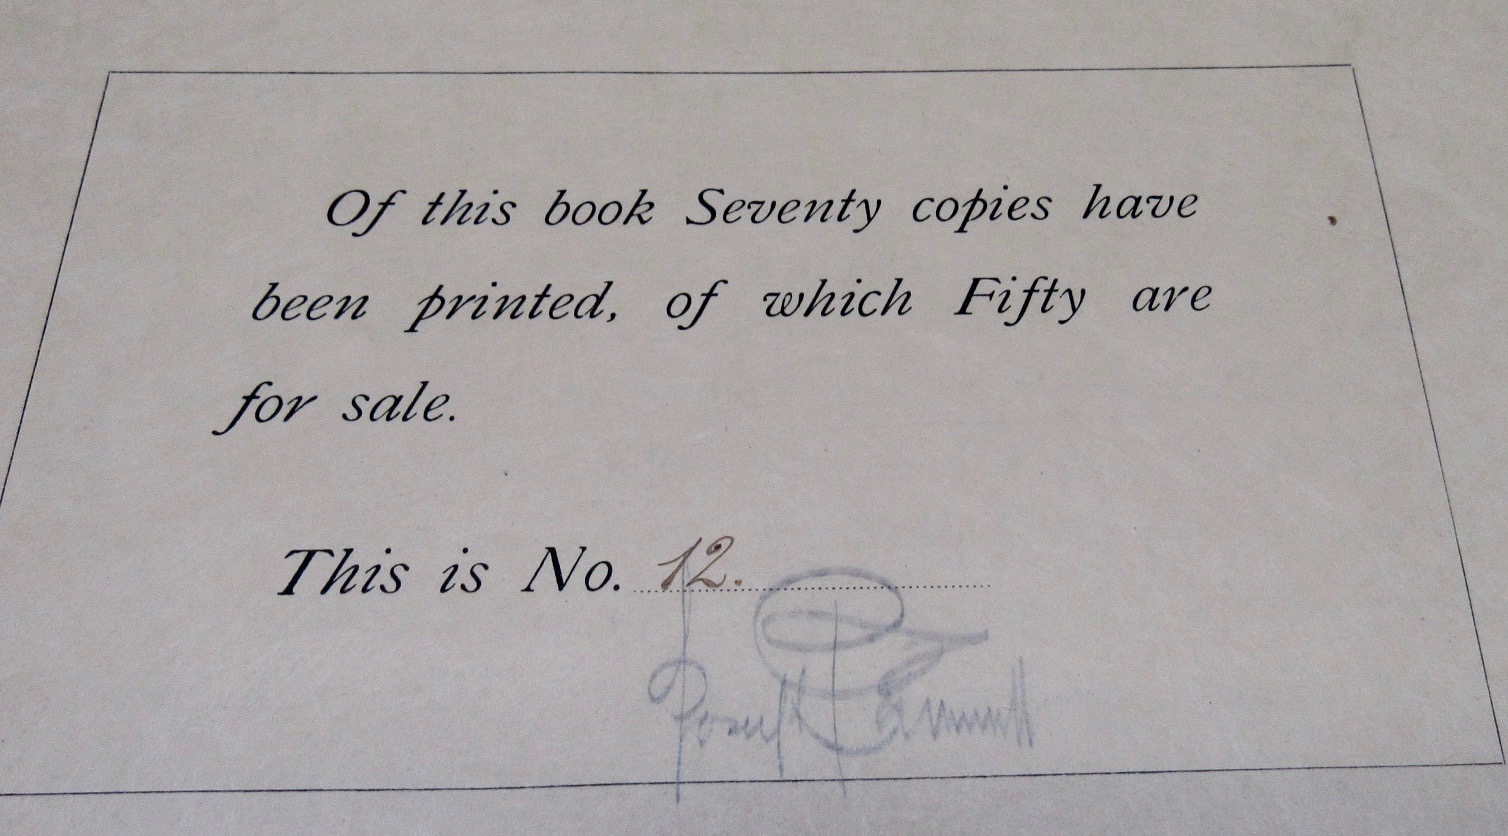 Of this book Seventy copies have
been printed, of which Fifty are
for sale.
This is No. 12.